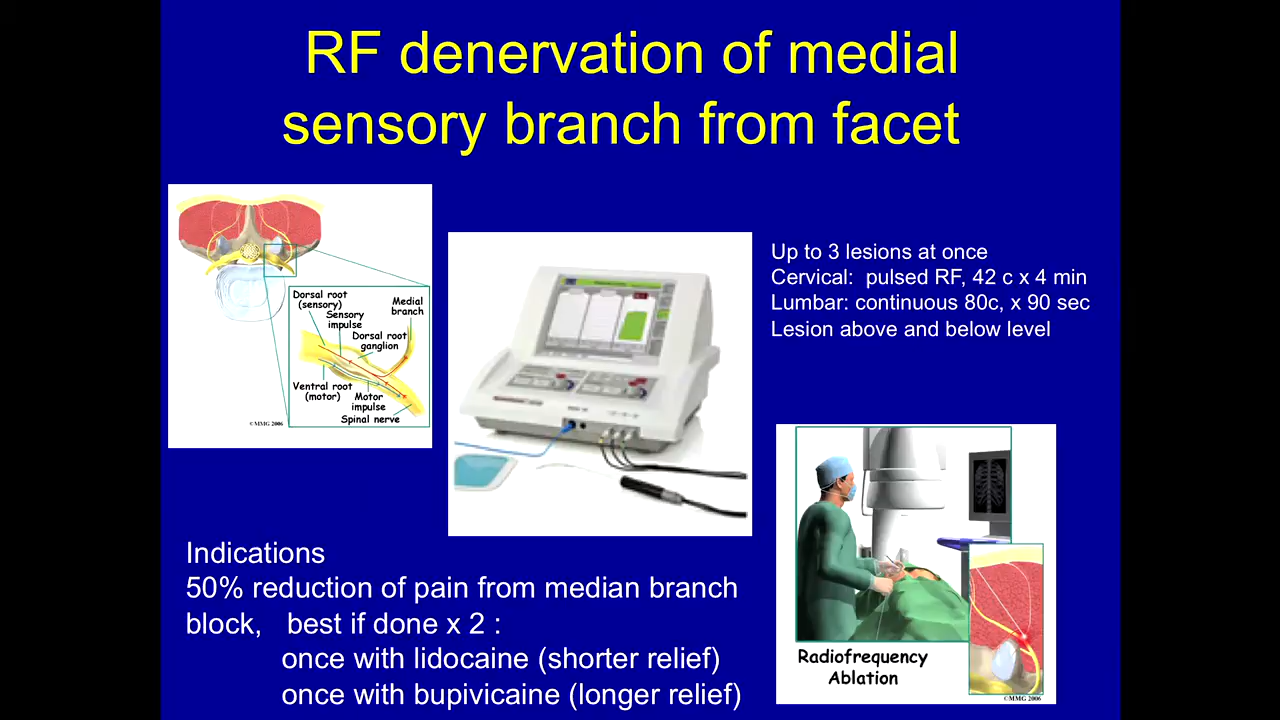 RF denervation of medial
sensory branch from facet
Dorsal root
(sensory)
Sensory
impulse
Medial
branch
Dorsal root
ganglion
Ventral root
(motor)
Motor
impulse
Spinal nerve
©MMG 2006
Up to 3 lesions at once
Cervical:  pulsed RF, 42 c x 4 min
Lumbar: continuous 80c, x 90 sec
Lesion above and below level
Indications
50% reduction of pain from median branch
block,   best if done x 2 :
once with lidocaine (shorter relief)
once with bupivicaine (longer relief)
Radiofrequency
Ablation
©MMG 2006